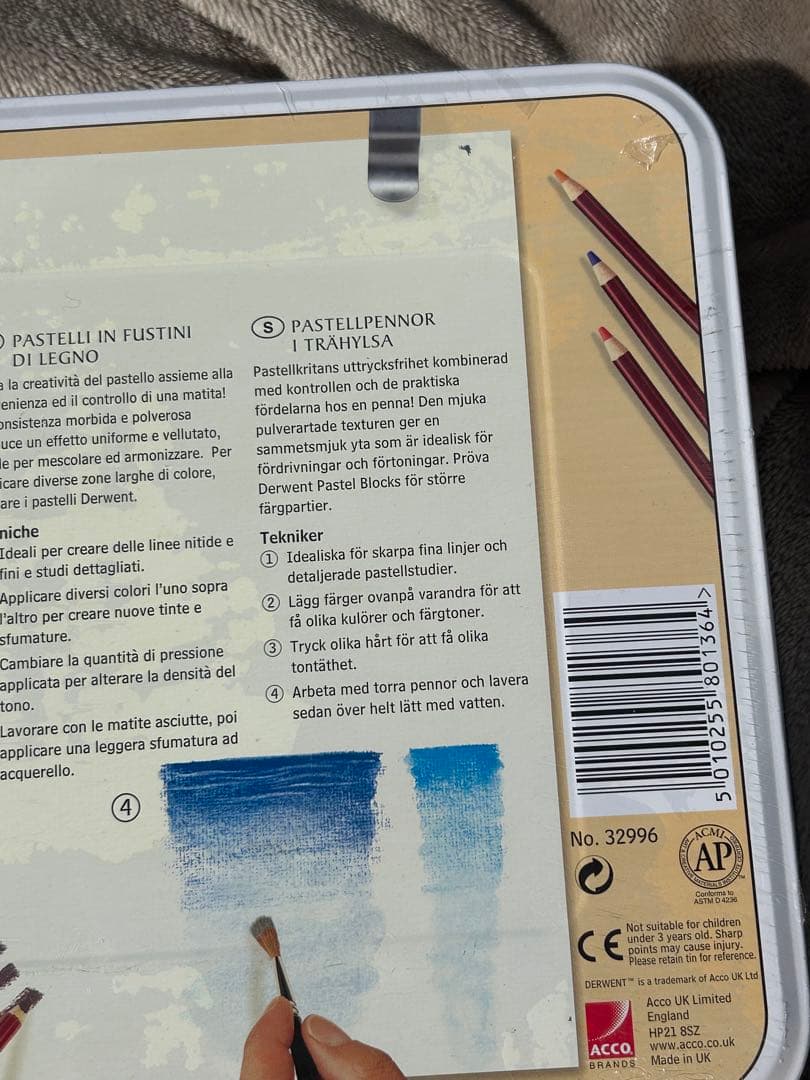 PASTELLI IN FUSTINI
DI LEGNO
la creatività del pastello assieme alla
ed il controllo di una matita!
morbida e polverosa
un effetto uniforme e vellutato,
per mescolare ed armonizzare. Per
diverse zone larghe di colore,
i pastelli Derwent.
Ideali per creare delle linee nitide e
fini e studi dettagliati.
Applicare diversi colori l'uno sopra
l'altro per creare nuove tinte e
sfumature.
Cambiare la quantità di pressione
applicata per alterare la densità del
tono.
Lavorare con le matite asciutte, poi
applicare una leggera sfumatura ad
acquerello.
S PASTELLPENNOR
I TRÄHYLSA
Pastellkritans uttrycksfrihet kombinerad
med kontrollen och de praktiska
fördelarna hos en penna! Den mjuka
pulverartade texturen ger en
sammetsmjuk yta som är idealisk för
fördrivningar och förtoningar. Pröva
Derwent Pastel Blocks för större
färgpartier.
Tekniker
1 Idealiska för skarpa fina linjer och
detaljerade pastellstudier.
2 Lägg färger ovanpå varandra för att
få olika kulörer och färgtoner.
3 Tryck olika hårt för att få olika
tontäthet.
4 Arbeta med torra pennor och lavera
sedan över helt lätt med vatten.
4
5 010255 801364 >
No. 32996
ACMI
AP
Conforms to
ASTM D 4236
CE
Not suitable for children
under 3 years old. Sharp
points may cause injury.
Please retain tin for reference.
DERWENT™ is a trademark of Acco UK Ltd
ACCO
BRANDS
Acco UK Limited
England
HP21 8SZ
www.acco.co.uk
Made in UK